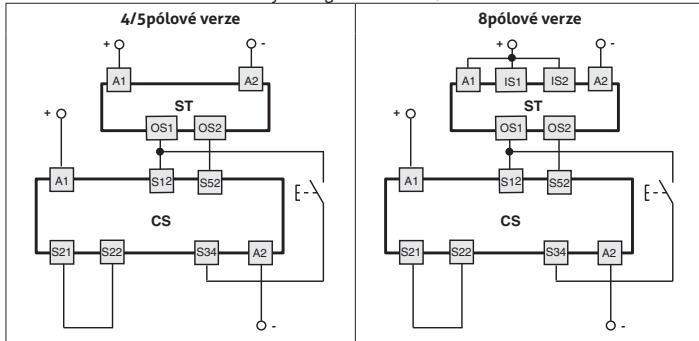 4/5pólové verze
+ -
A1 A2
ST
OS1 OS2
+
A1 S12 S52
CS
S21 S22 S34 A2
-
8pólové verze
+ -
A1 IS1 IS2 A2
ST
OS1 OS2
+
A1 S12 S52
CS
S21 S22 S34 A2
-